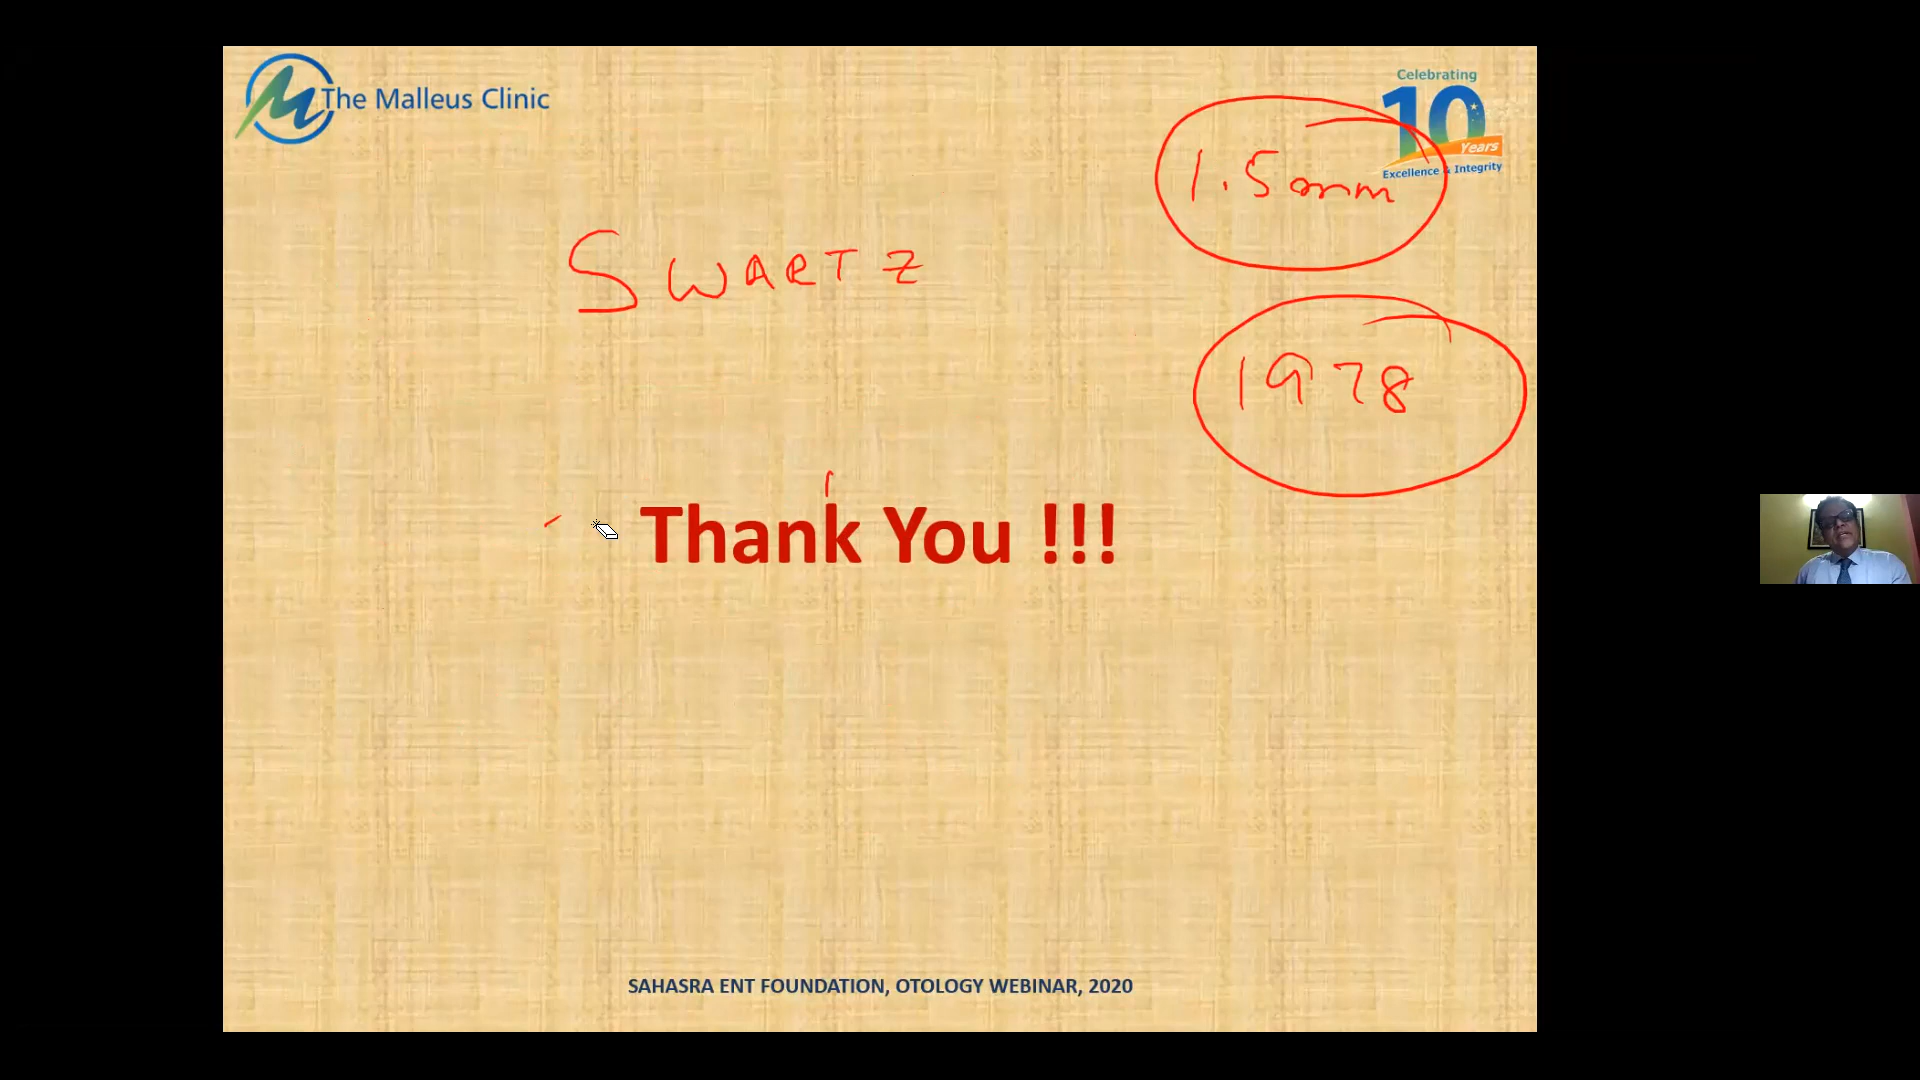 The Malleus Clinic
Celebrating
10
Years
Excellence & Integrity
1.5mm
SWARTZ
1978
Thank You !!!
SAHASRA ENT FOUNDATION, OTOLOGY WEBINAR, 2020